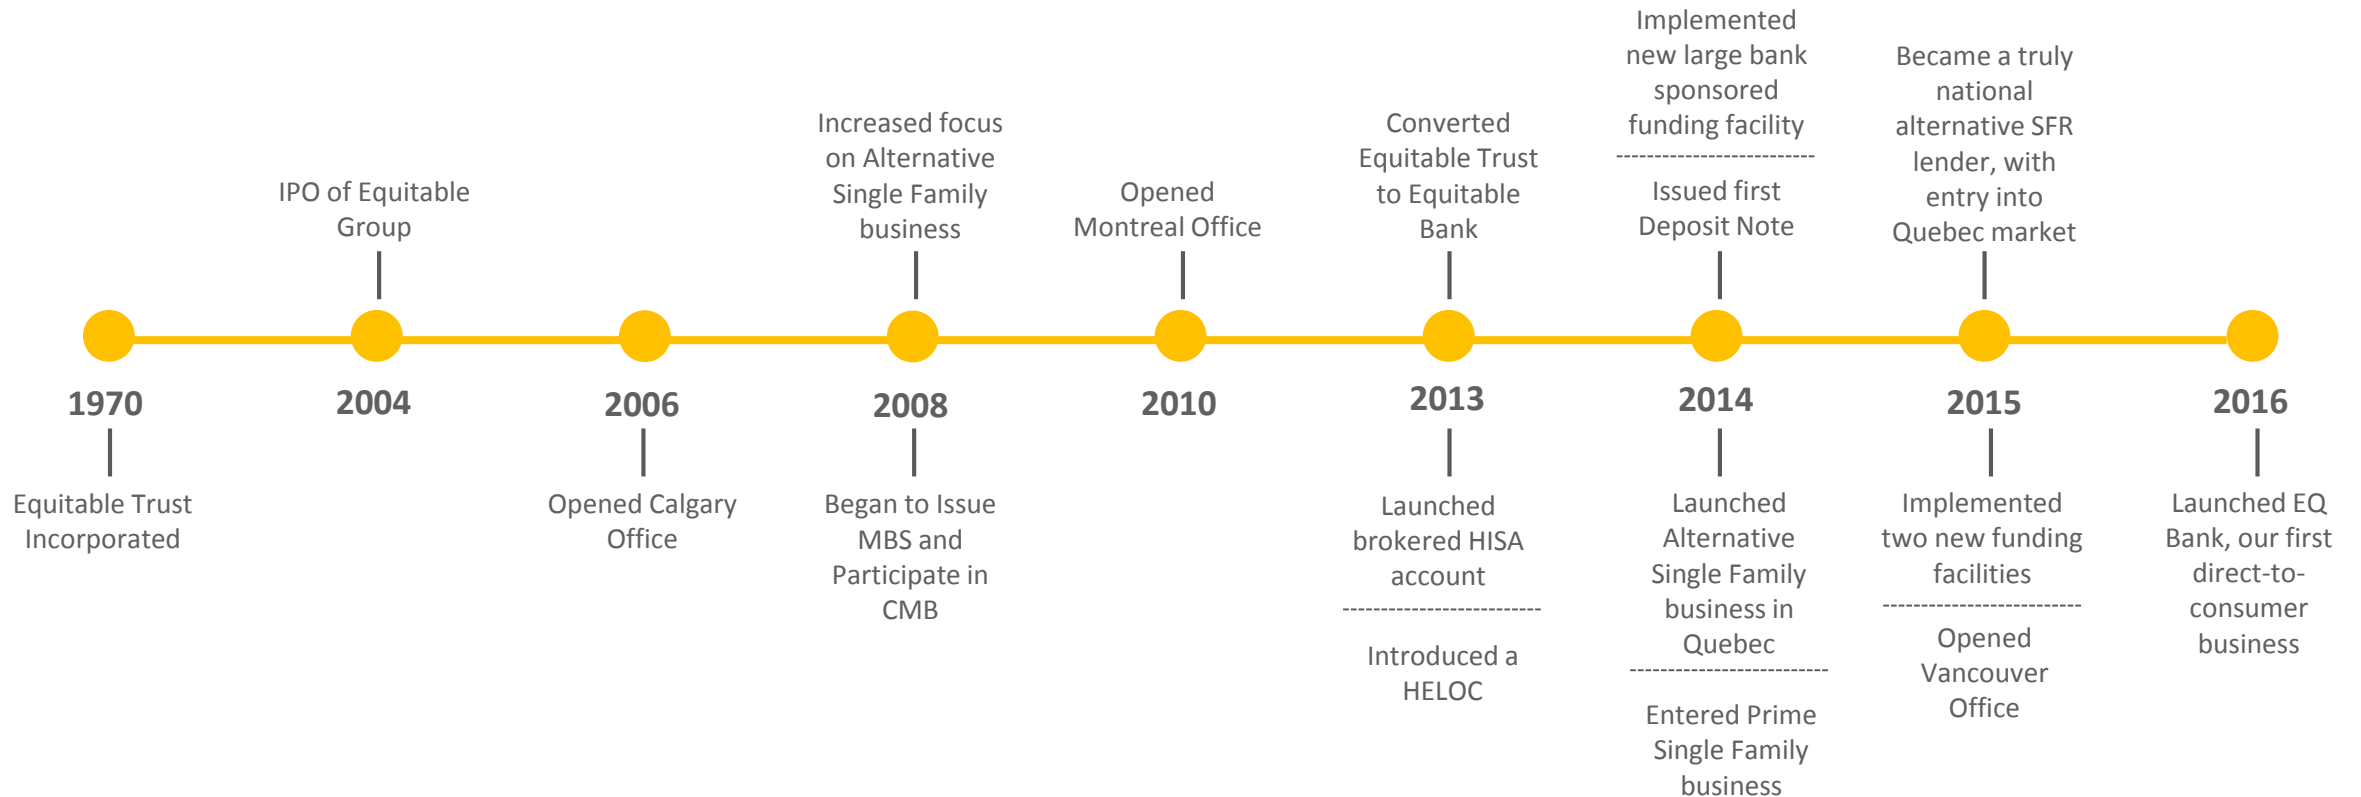 1970
Equitable Trust
Incorporated
IPO of Equitable
Group
2004
2006
Opened Calgary
Office
Increased focus
on Alternative
Single Family
business
2008
Began to Issue
MBS and
Participate in
CMB
Opened
Montreal Office
2010
Converted
Equitable Trust
to Equitable
Bank
2013
Launched
brokered HISA
account
Introduced a
HELOC
Implemented
new large bank
sponsored
funding facility
Issued first
Deposit Note
2014
Launched
Alternative
Single Family
business in
Quebec
Entered Prime
Single Family
business
Became a truly
national
alternative SFR
lender, with
entry into
Quebec market
2015
Implemented
two new funding
facilities
Opened
Vancouver
Office
2016
Launched EQ
Bank, our first
direct-to-
consumer
business